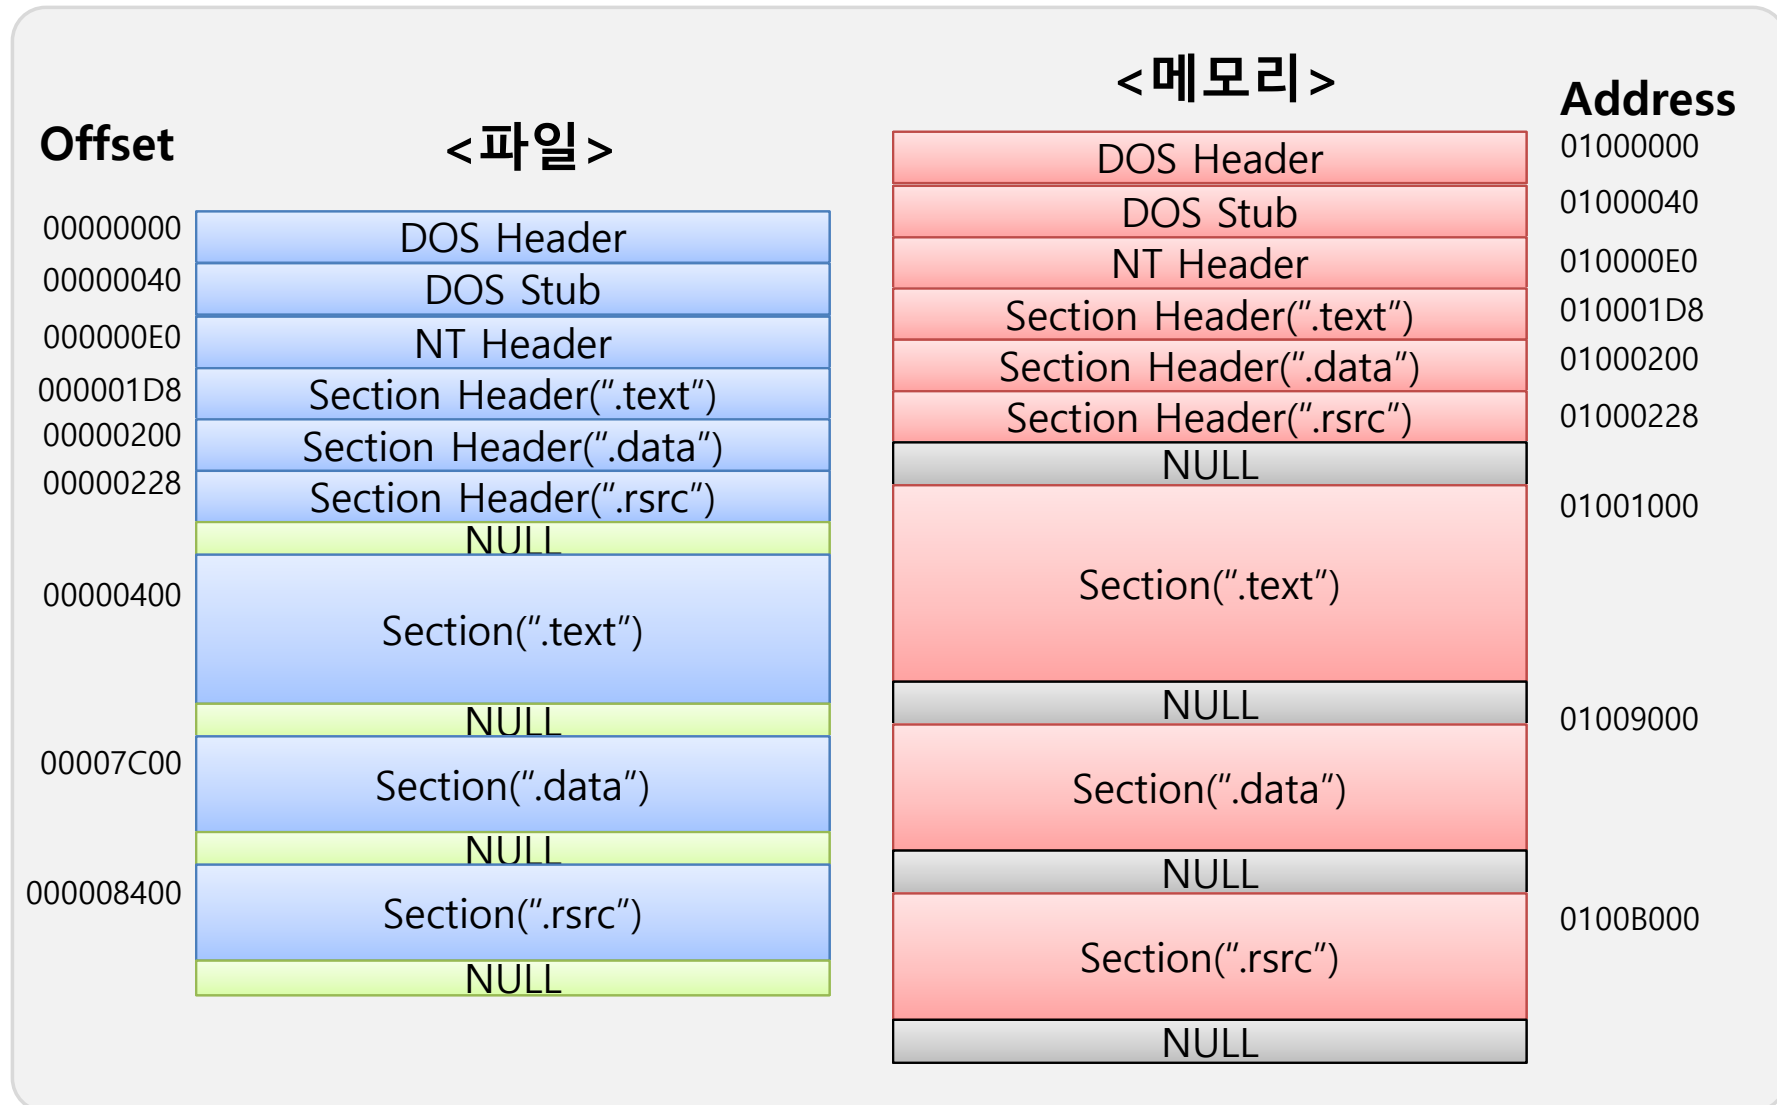 <파일>
Offset
00000000 DOS Header
00000040 DOS Stub
000000E0 NT Header
000001D8 Section Header(".text")
00000200 Section Header(".data")
00000228 Section Header(".rsrc")
NULL
00000400 Section(".text")
NULL
00007C00 Section(".data")
NULL
000008400 Section(".rsrc")
NULL
<메모리>
Address
DOS Header 01000000
DOS Stub 01000040
NT Header 010000E0
Section Header(".text") 010001D8
Section Header(".data") 01000200
Section Header(".rsrc") 01000228
NULL
Section(".text") 01001000
NULL
Section(".data") 01009000
NULL
Section(".rsrc") 0100B000
NULL